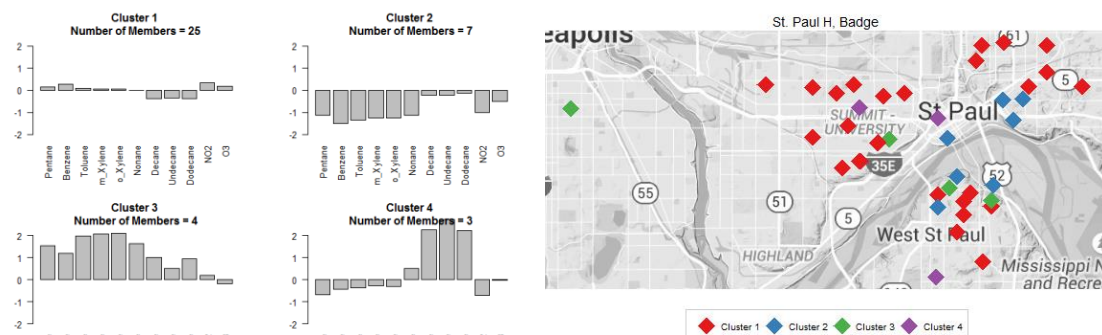 Cluster 1
Number of Members = 25
2
1
0
-1
-2
Pentane
Benzene
Toluene
m_Xylene
o_Xylene
Nonane
Decane
Undecane
Dodecane
NO2
O3
Cluster 2
Number of Members = 7
2
1
0
-1
-2
Pentane
Benzene
Toluene
m_Xylene
o_Xylene
Nonane
Decane
Undecane
Dodecane
NO2
O3
Cluster 3
Number of Members = 4
2
1
0
-1
-2
Cluster 4
Number of Members = 3
2
1
0
-1
-2
St. Paul H, Badge
eapolis
61
5
St Paul
SUMMIT -
UNIVERSITY
35E
52
55
51
5
West St Paul
HIGHLAND
Mississippi N
and Recre
Cluster 1 Cluster 2 Cluster 3 Cluster 4